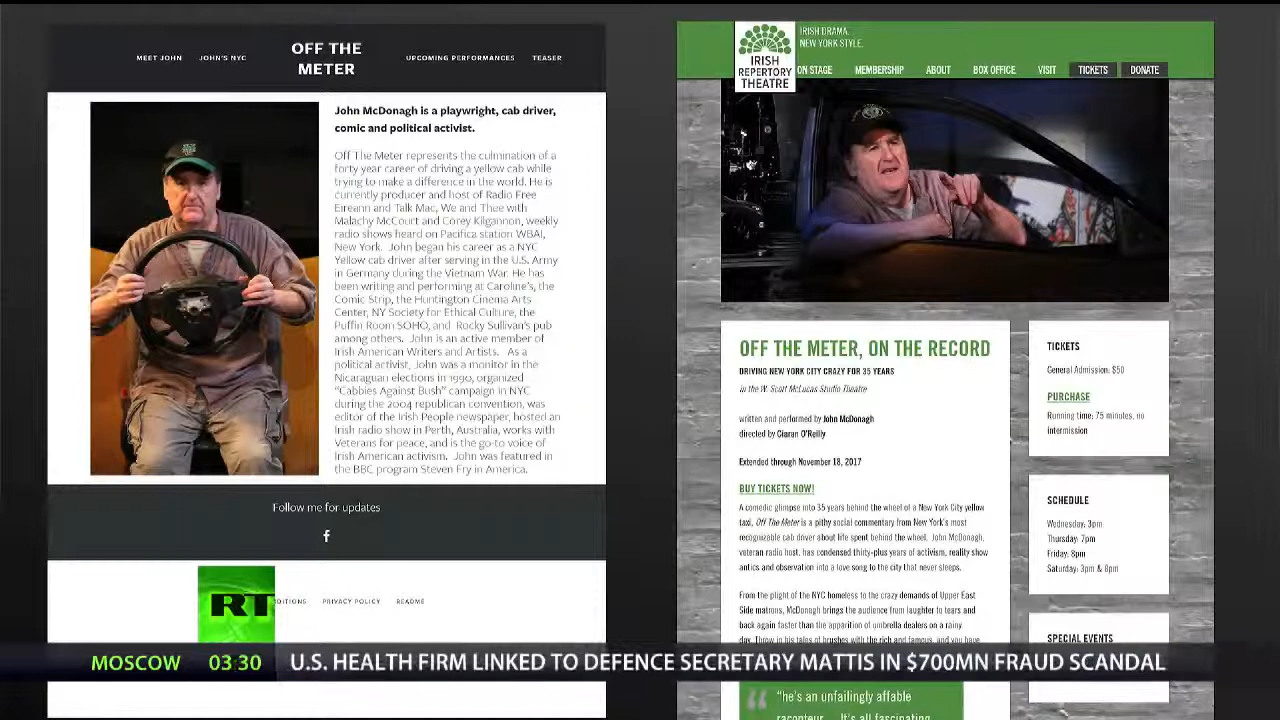 MEET JOHN
JOHN'S NYC
OFF THE
METER
UPCOMING PERFORMANCES
TEASER
John McDonagh is a playwright, cab driver,
comic and political activist.
Off The Meter represents the culmination of a
forty year career of driving a yellow cab while
trying to make a difference in the world. He is
currently producer and host of Radio Free
Eireann and Talk Mac, We and Thee with
Malachy McCourt and Corey Kilgannon, weekly
radio shows heard on Pacifica station WBAI,
New York. John began his career as a NYC
Yellow cab driver after serving in the U.S. Army
in Germany during the Vietnam War. He has
been writing and performing at Caroline's, the
Comic Strip, the Huntington Cinema Arts
Center, NY Society for Ethical Culture, the
Puffin Room SOHO, and Rocky Sullivan's pub
among others. John is an active member of
Irish American Writers and Artists. As a
political activist, John was a monitor in the
Nicaraguan elections in 1990, organized
"Cabbies Against Bush" campaign in NYC
during the 2004 republican convention, was
editor of the Irish People newspaper, hosted an
Irish radio show in Perth, Australia, works with
Veterans for peace, and is the go-to voice of
Irish American activism. John was featured in
the BBC program Steven Fry in America.
Follow me for updates
f
RT
DITIONS
PRIVACY POLICY
README
IRISH DRAMA.
NEW YORK STYLE.
IRISH
REPERTORY
THEATRE
ON STAGE
MEMBERSHIP
ABOUT
BOX OFFICE
VISIT
TICKETS
DONATE
OFF THE METER, ON THE RECORD
DRIVING NEW YORK CITY CRAZY FOR 35 YEARS
in the W. Scott McLucas Studio Theatre
written and performed by John McDonagh
directed by Ciaran O'Reilly
Extended through November 18, 2017
BUY TICKETS NOW!
A comedic glimpse into 35 years behind the wheel of a New York City yellow
taxi, Off The Meter is a pithy social commentary from New York's most
recognizable cab driver about life spent behind the wheel. John McDonagh,
veteran radio host, has condensed thirty-plus years of activism, reality show
antics and observation into a love song to the city that never sleeps.
From the plight of the NYC homeless to the crazy demands of Upper East
Side matrons, McDonagh brings the audience from laughter to tears and
back again faster than the apparition of umbrella dealers on a rainy
day. Throw in his tales of brushes with the rich and famous, and you have
"he's an unfailingly affable
raconteur... It's all fascinating
TICKETS
General Admission: $50
PURCHASE
Running time: 75 minutes, no
intermission
SCHEDULE
Wednesday: 3pm
Thursday: 7pm
Friday: 8pm
Saturday: 3pm & 8pm
SPECIAL EVENTS
MOSCOW 03:30 U.S. HEALTH FIRM LINKED TO DEFENCE SECRETARY MATTIS IN $700MN FRAUD SCANDAL